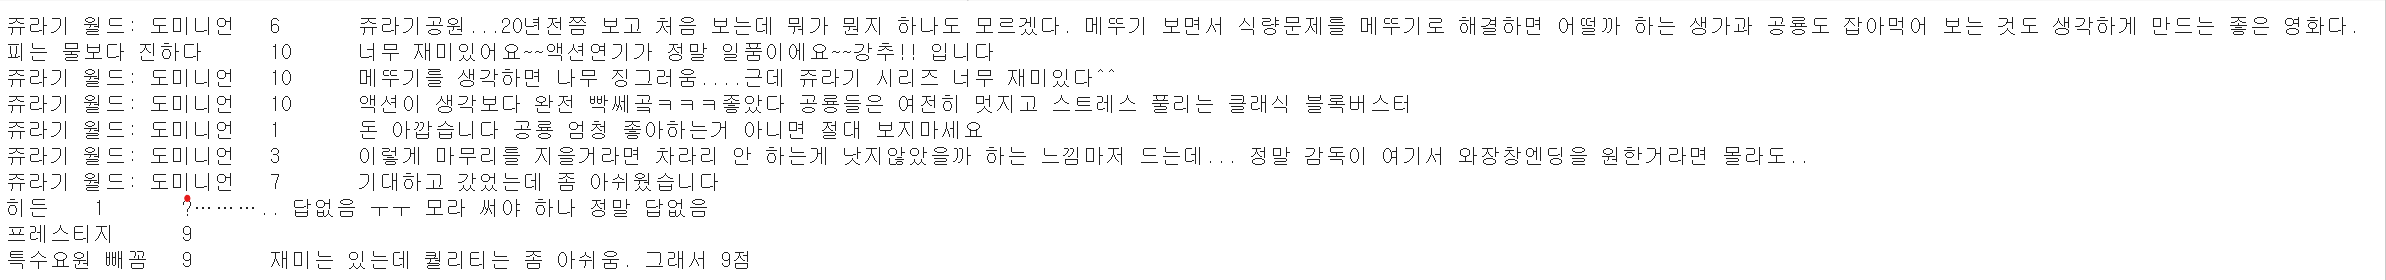 쥬라기 월드: 도미니언 6 쥬라기공원...20년전쯤 보고 처음 보는데 뭐가 뭔지 하나도 모르겠다. 메뚜기 보면서 식량문제를 메뚜기로 해결하면 어떨까 하는 생가과 공룡도 잡아먹어 보는 것도 생각하게 만드는 좋은 영화다.
피는 물보다 진하다 10 너무 재미있어요~~액션연기가 정말 일품이에요~~강추!! 입니다
쥬라기 월드: 도미니언 10 메뚜기를 생각하면 나무 징그러움....근데 쥬라기 시리즈 너무 재미있다^^
쥬라기 월드: 도미니언 10 액션이 생각보다 완전 빡쎄곸ㅋㅋㅋ좋았다 공룡들은 여전히 멋지고 스트레스 풀리는 클래식 블록버스터
쥬라기 월드: 도미니언 1 돈 아깝습니다 공룡 엄청 좋아하는거 아니면 절대 보지마세요
쥬라기 월드: 도미니언 3 이렇게 마무리를 지을거라면 차라리 안 하는게 낫지않았을까 하는 느낌마저 드는데... 정말 감독이 여기서 와장창엔딩을 원한거라면 몰라도..
쥬라기 월드: 도미니언 7 기대하고 갔었는데 좀 아쉬웠습니다
히든 1 ?……….. 답없음 ㅜㅜ 모라 써야 하나 정말 답없음
프레스티지 9
특수요원 빼꼼 9 재미는 있는데 퀄리티는 좀 아쉬움. 그래서 9점